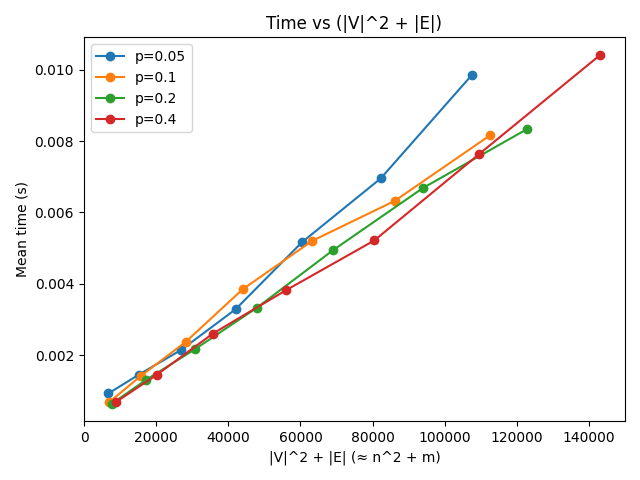 Time vs (|V|^2 + |E|)
p=0.05
p=0.1
p=0.2
p=0.4
Mean time (s)
0.010
0.008
0.006
0.004
0.002
0 20000 40000 60000 80000 100000 120000 140000
|V|^2 + |E| (≈ n^2 + m)